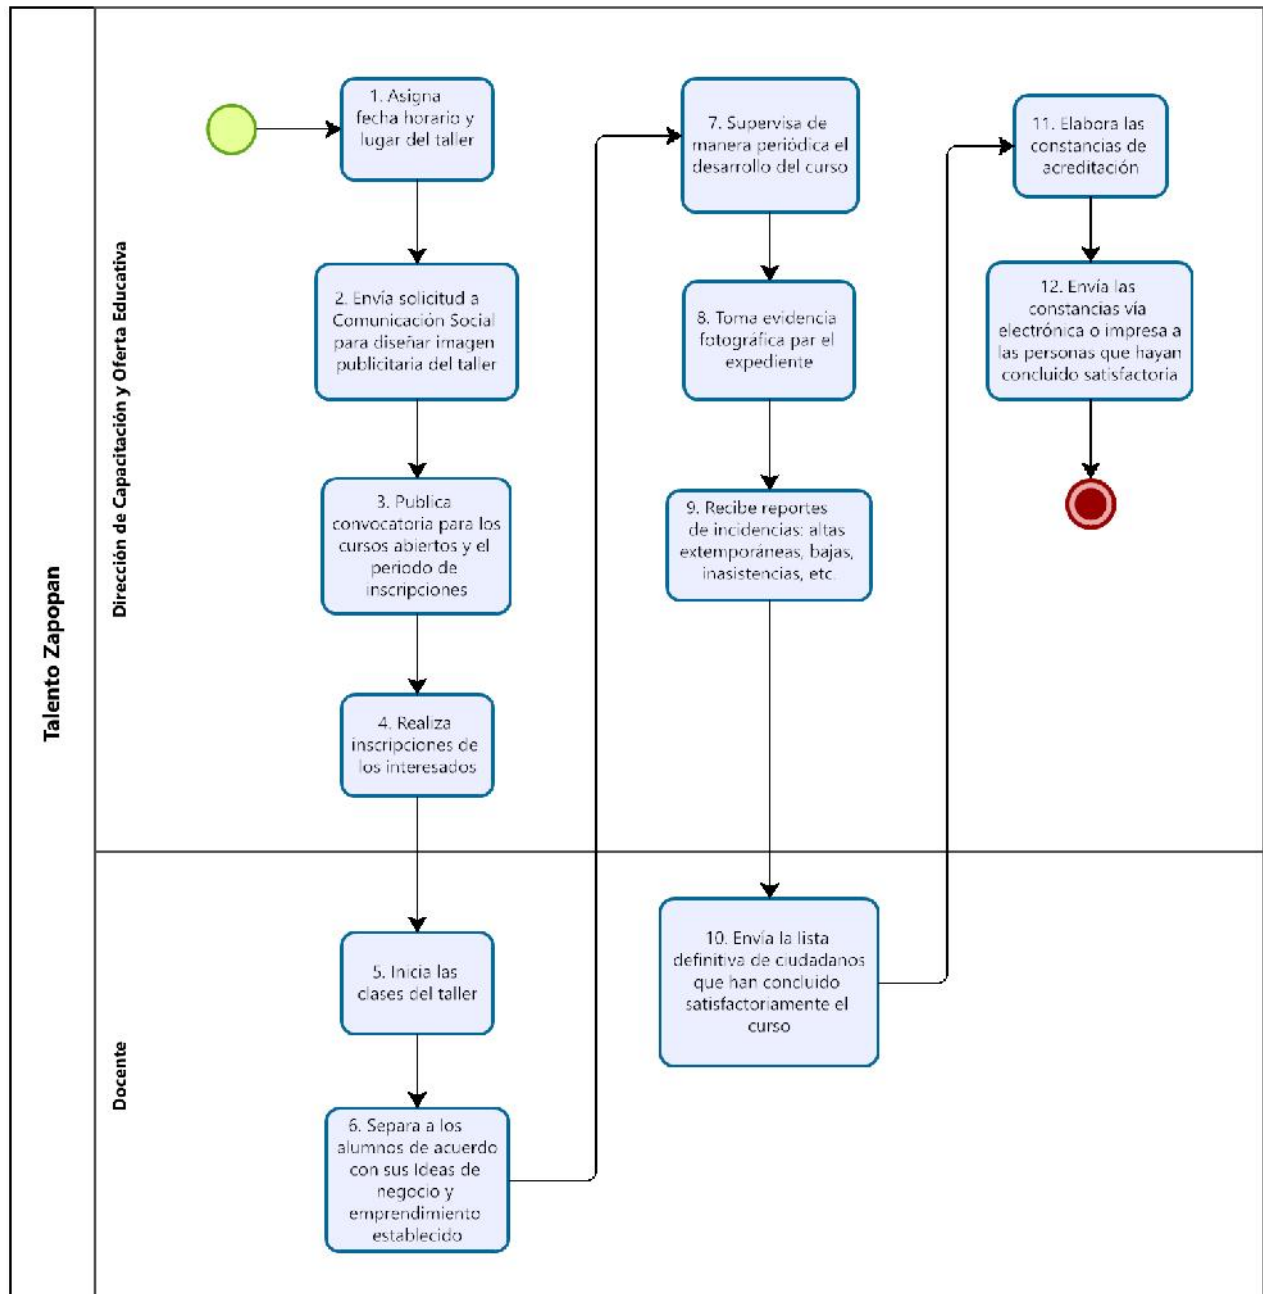 Talento Zapopan
Dirección de Capacitación y Oferta Educativa
1. Asigna
fecha horario y
lugar del taller
2. Envía solicitud a
Comunicación Social
para diseñar imagen
publicitaria del taller
3. Publica
convocatoria para los
cursos abiertos y el
periodo de
inscripciones
4. Realiza
inscripciones de
los interesados
Docente
5. Inicia las
clases del taller
6. Separa a los
alumnos de acuerdo
con sus Ideas de
negocio y
emprendimiento
establecido
7. Supervisa de
manera periódica el
desarrollo del curso
8. Toma evidencia
fotográfica par el
expediente
9. Recibe reportes
de incidencias: altas
extemporáneas, bajas,
inasistencias, etc.
10. Envía la lista
definitiva de ciudadanos
que han concluido
satisfactoriamente el
curso
11. Elabora las
constancias de
acreditación
12. Envía las
constancias vía
electrónica o impresa a
las personas que hayan
concluido satisfactoria